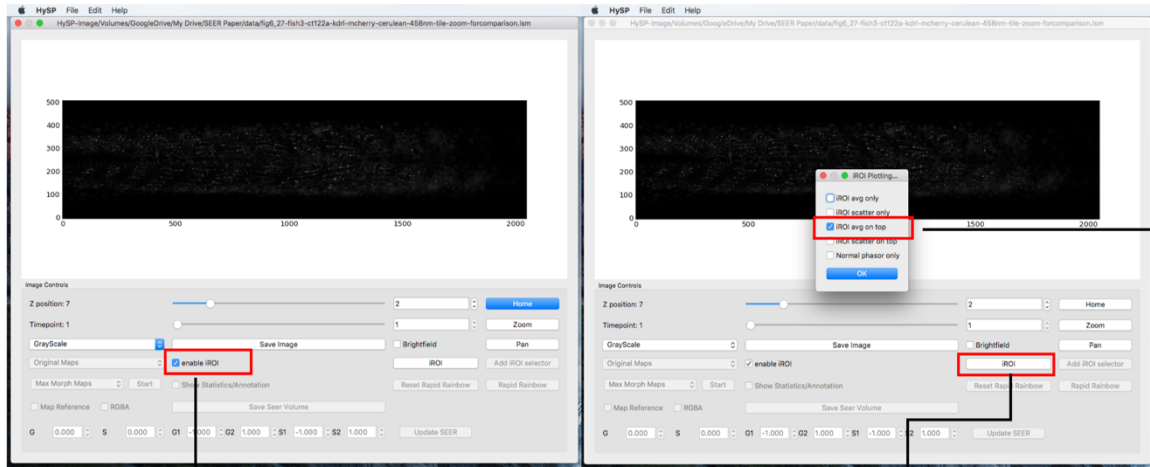 HySP File Edit Help
HySP-Image/Volumes/GoogleDrive/My Drive/SEER Paper/data/fig6_27-fish3-ct122a-kdrl-mcherry-cerulean-458nm-tile-zoom-forcomparison.lsm
500
400
300
200
100
0
0 500 1000 1500 2000
Image Controls
Z position: 7 2 Home
Timepoint: 1 1 Zoom
GrayScale Save Image Brightfield Pan
Original Maps enable iROI iROI Add iROI selector
Max Morph Maps Start Show Statistics/Annotation Reset Rapid Rainbow Rapid Rainbow
Map Reference RGBA Save Seer Volume
G 0.000 S 0.000 G1 -1.000 G2 1.000 S1 -1.000 S2 1.000 Update SEER
HySP File Edit Help
HySP-Image/Volumes/GoogleDrive/My Drive/SEER Paper/data/fig6_27-fish3-ct122a-kdrl-mcherry-cerulean-458nm-tile-zoom-forcomparison.lsm
500
400
300
200
100
0
0 500 1000 1500 2000
iROI Plotting...
iROI avg only
iROI scatter only
iROI avg on top
iROI scatter on top
Normal phasor only
OK
Image Controls
Z position: 7 2 Home
Timepoint: 1 1 Zoom
GrayScale Save Image Brightfield Pan
Original Maps enable iROI iROI Add iROI selector
Max Morph Maps Start Show Statistics/Annotation Reset Rapid Rainbow Rapid Rainbow
Map Reference RGBA Save Seer Volume
G 0.000 S 0.000 G1 -1.000 G2 1.000 S1 -1.000 S2 1.000 Update SEER